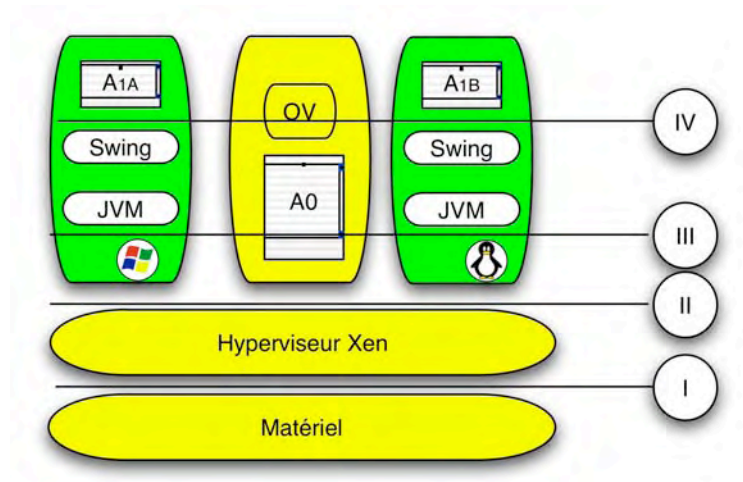 A1A
OV
A1B
IV
Swing
Swing
JVM
A0
JVM
III
II
Hyperviseur Xen
I
Matériel